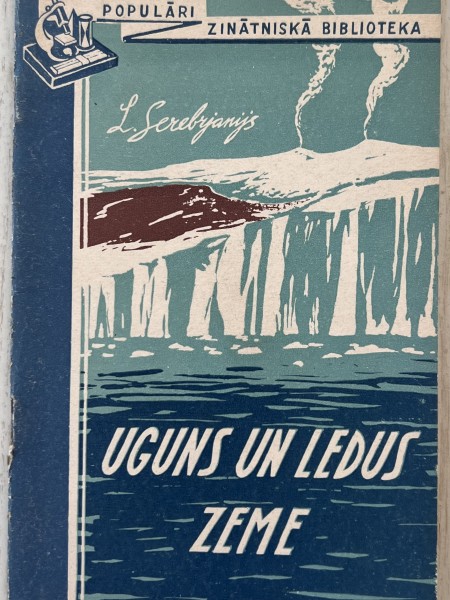 POPULĀRI
ZINĀTNISKĀ BIBLIOTEKA
L. Serebrjanijs
UGUNS UN LEDUS
ZEME